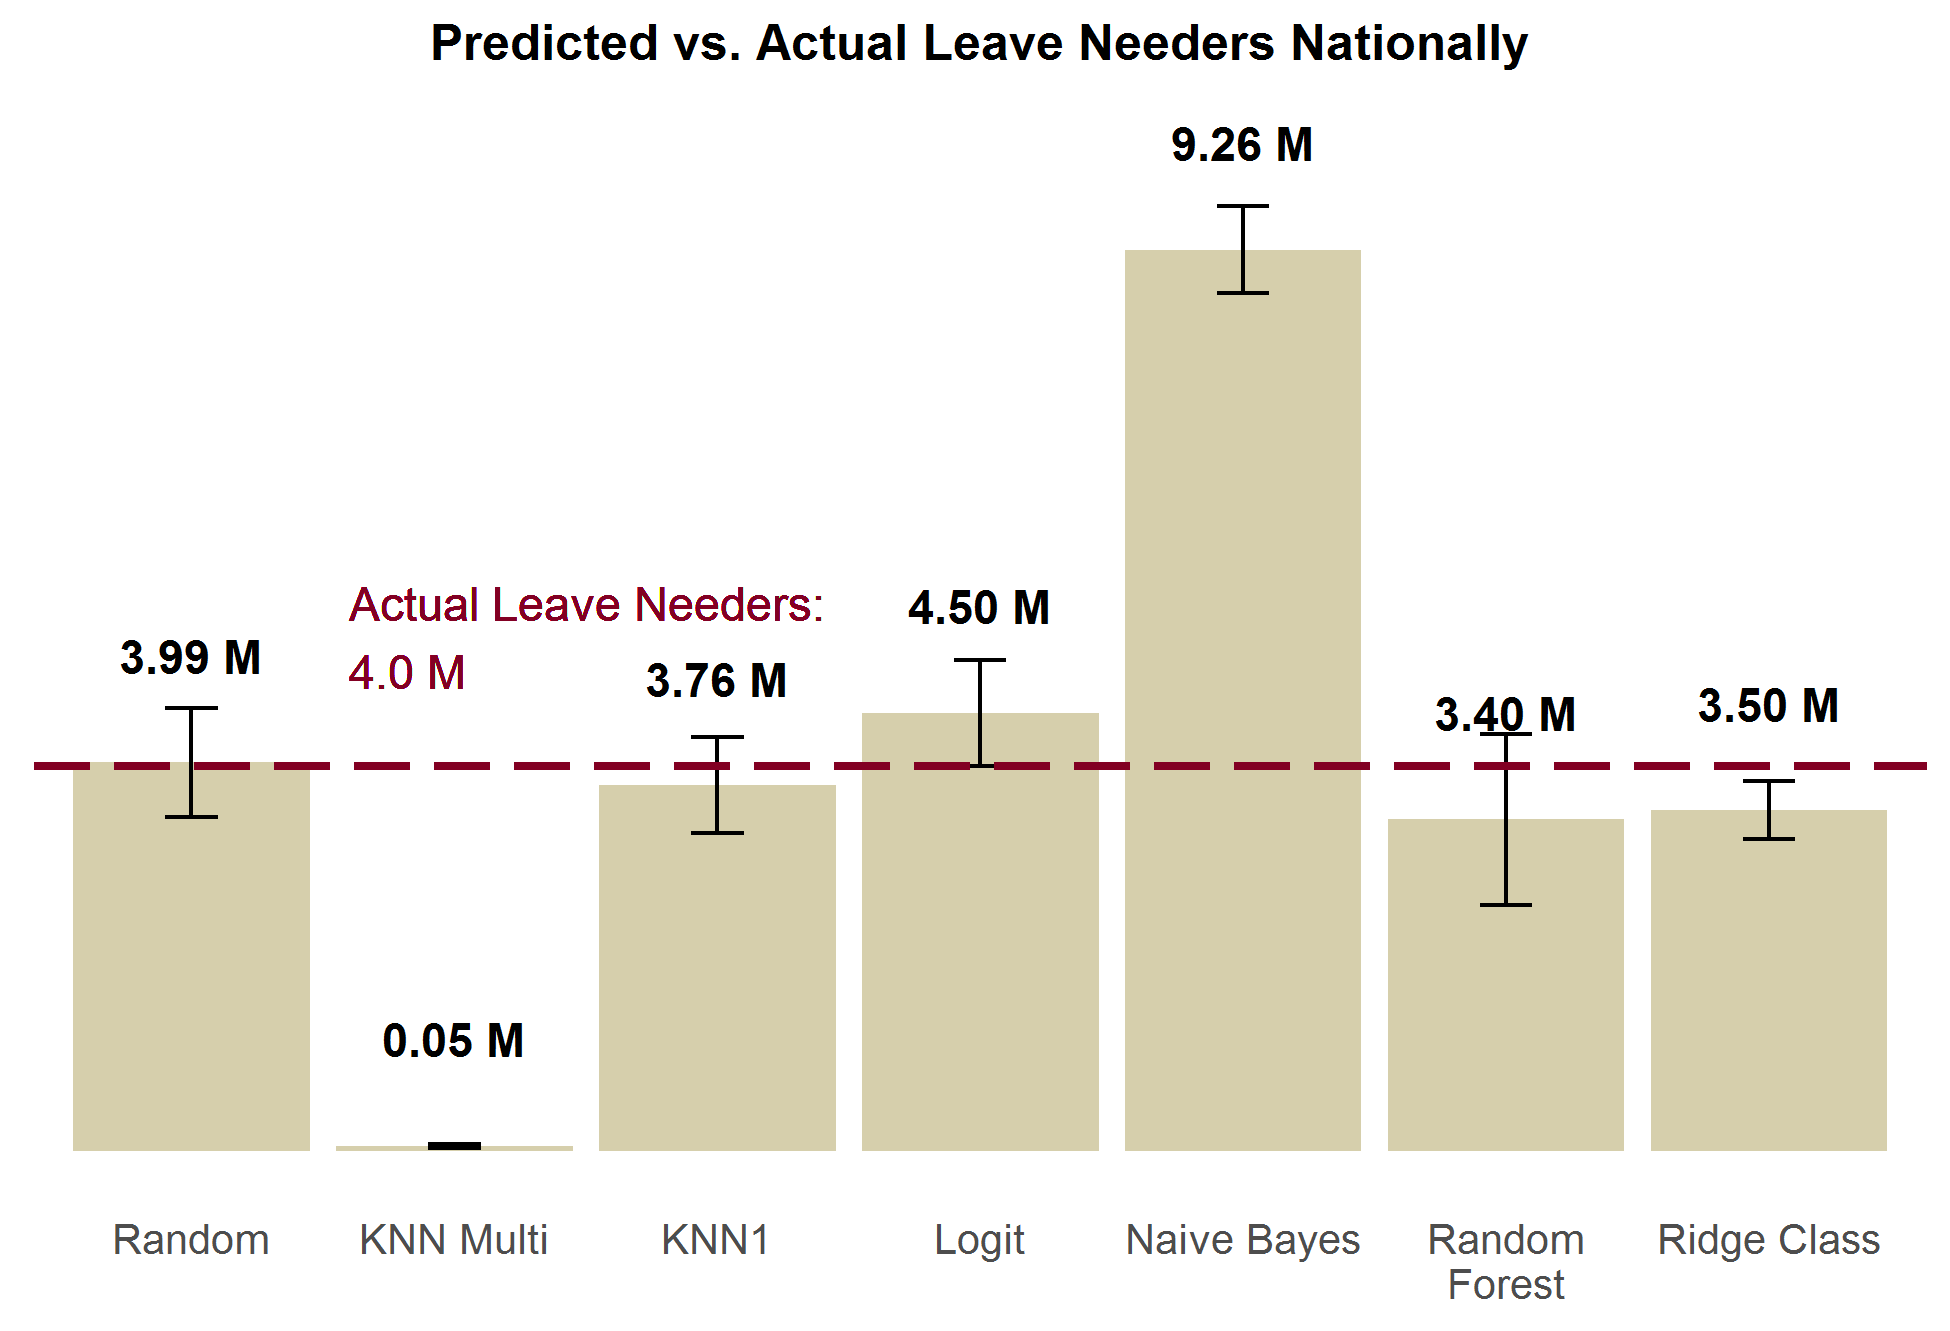 Predicted vs. Actual Leave Needers Nationally
9.26 M
Actual Leave Needers:
4.0 M
3.99 M
3.76 M
4.50 M
3.40 M
3.50 M
0.05 M
Random
KNN Multi
KNN1
Logit
Naive Bayes
Random
Forest
Ridge Class